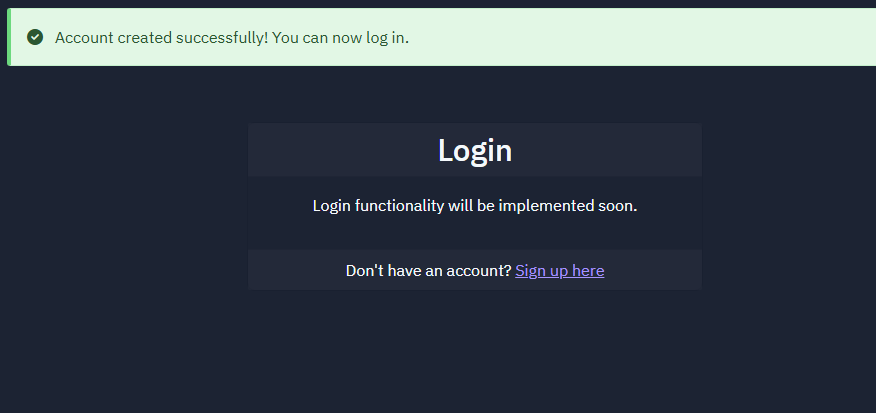 Account created successfully! You can now log in.
Login
Login functionality will be implemented soon.
Don't have an account? Sign up here